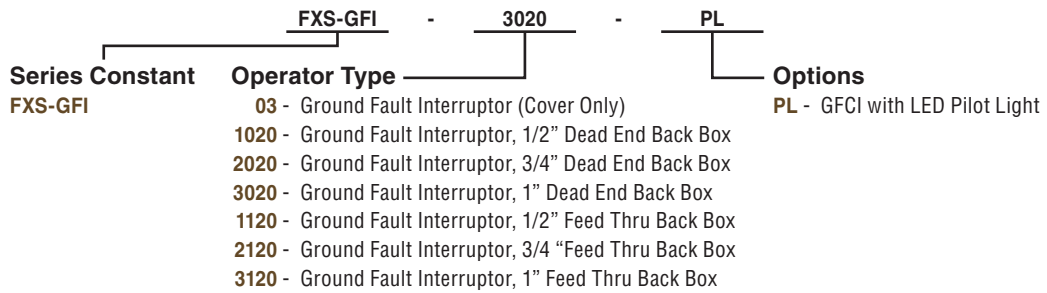 FXS-GFI - 3020 - PL
Series Constant Operator Type Options
FXS-GFI 03 - Ground Fault Interruptor (Cover Only) PL - GFCI with LED Pilot Light
1020 - Ground Fault Interruptor, 1/2” Dead End Back Box
2020 - Ground Fault Interruptor, 3/4” Dead End Back Box
3020 - Ground Fault Interruptor, 1” Dead End Back Box
1120 - Ground Fault Interruptor, 1/2” Feed Thru Back Box
2120 - Ground Fault Interruptor, 3/4 “Feed Thru Back Box
3120 - Ground Fault Interruptor, 1” Feed Thru Back Box